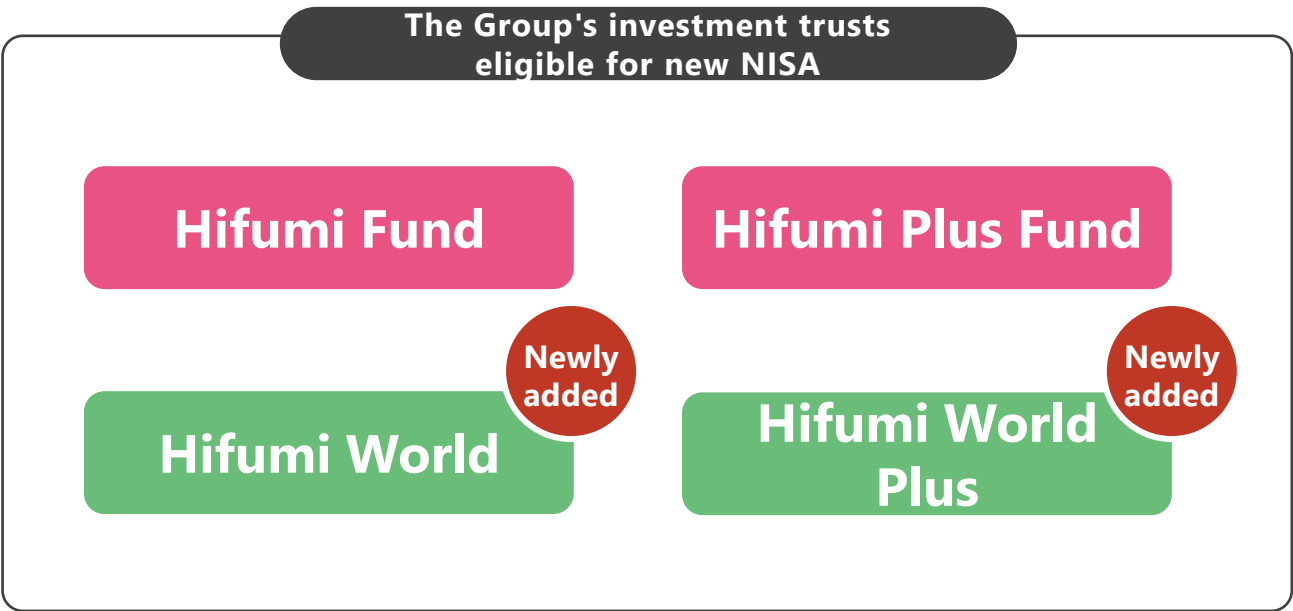 The Group's investment trusts
eligible for new NISA
Hifumi Fund
Hifumi Plus Fund
Newly
added
Hifumi World
Newly
added
Hifumi World
Plus